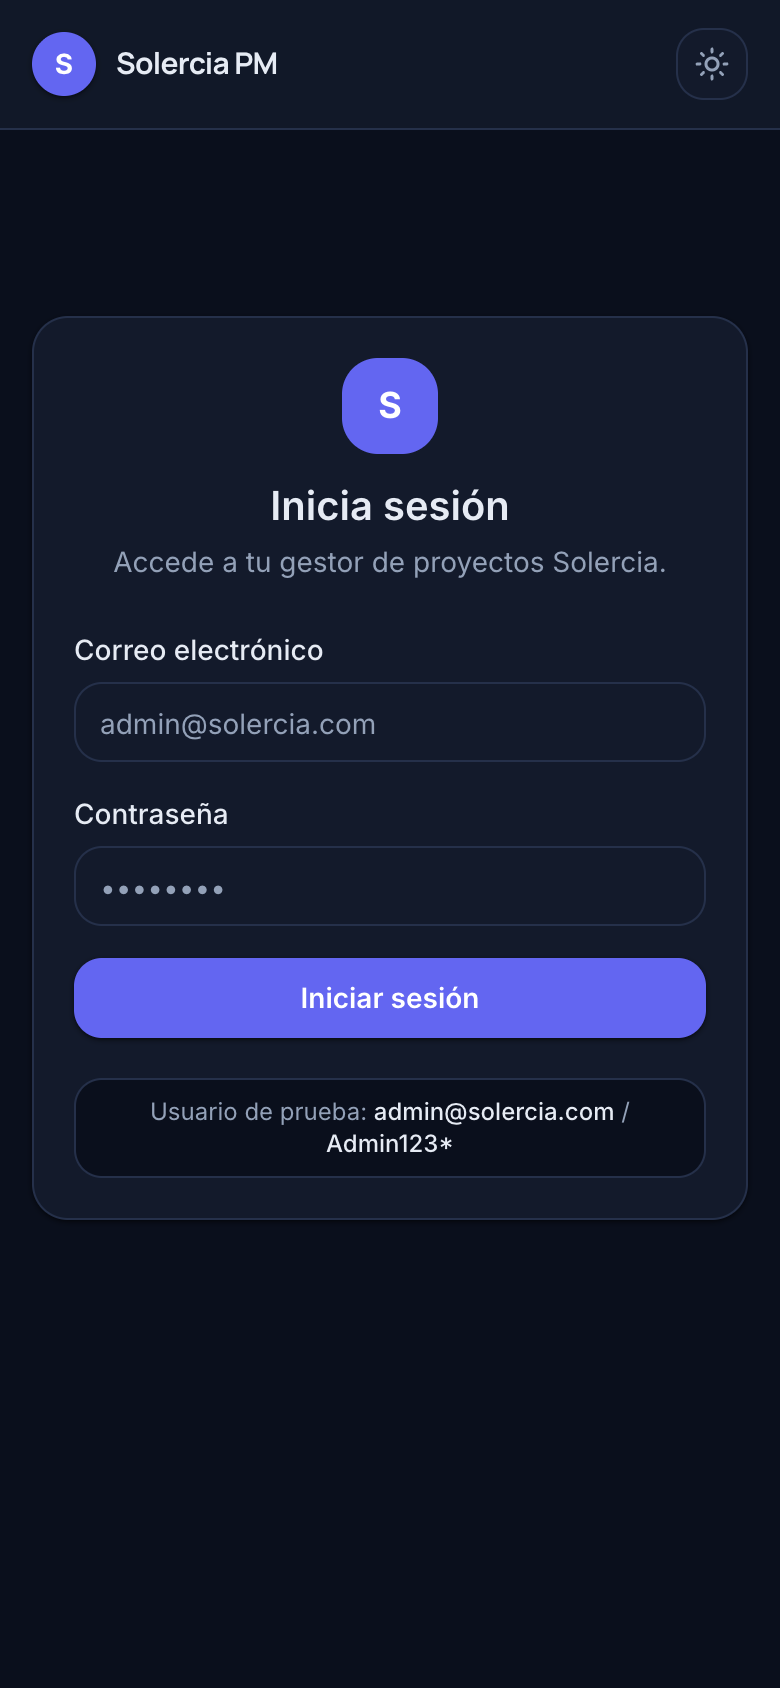 S
Solercia PM
S
Inicia sesión
Accede a tu gestor de proyectos Solercia.
Correo electrónico
admin@solercia.com
Contraseña
••••••••
Iniciar sesión
Usuario de prueba: admin@solercia.com /
Admin123*